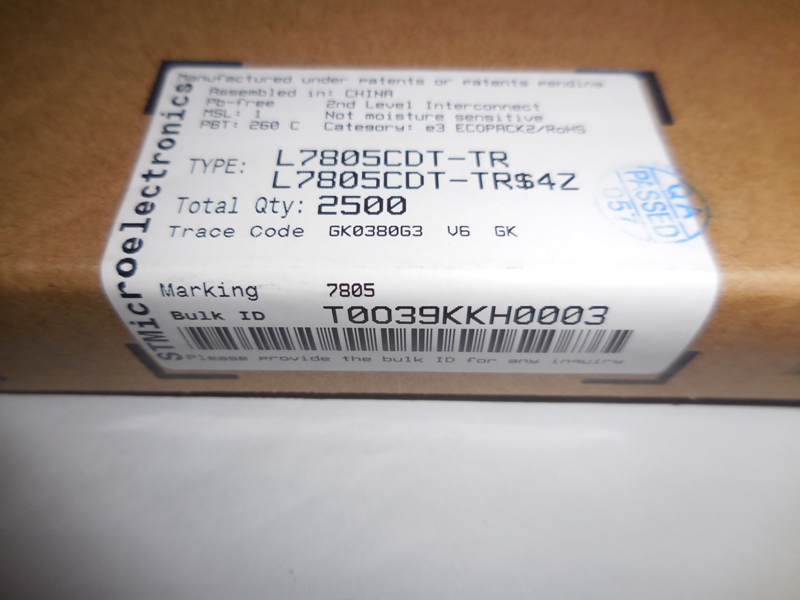 Manufactured under patents or patents pending
Assembled in: CHINA
Pb-free 2nd Level Interconnect
MSL: 1 Not moisture sensitive
PBT: 260 C Category: e3 ECOPACK2/RoHS
TYPE: L7805CDT-TR
L7805CDT-TR$4Z
Total Qty: 2500
Trace Code GK0380G3 V6 GK
Marking 7805
Bulk ID T0039KKH0003
Please provide the bulk ID for any inquiry
STMicroelectronics
QA
PASSED
051